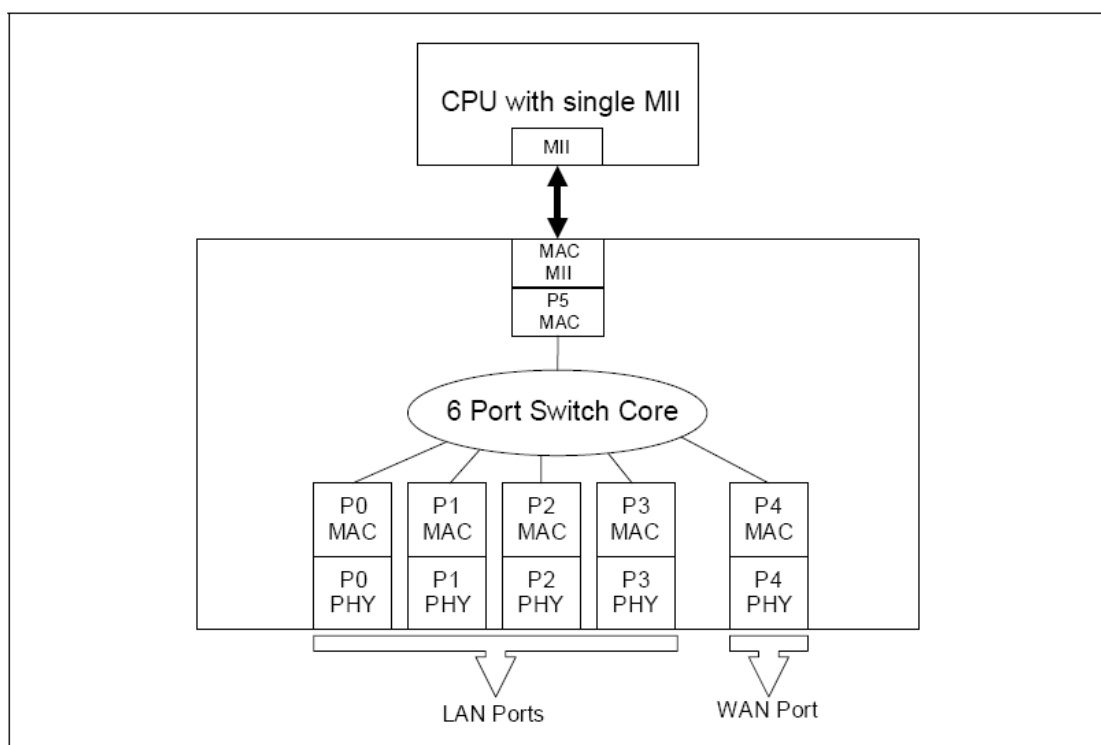 CPU with single MII
MII
MAC
MII
P5
MAC
6 Port Switch Core
P0
MAC
P1
MAC
P2
MAC
P3
MAC
P4
MAC
P0
PHY
P1
PHY
P2
PHY
P3
PHY
P4
PHY
LAN Ports
WAN Port